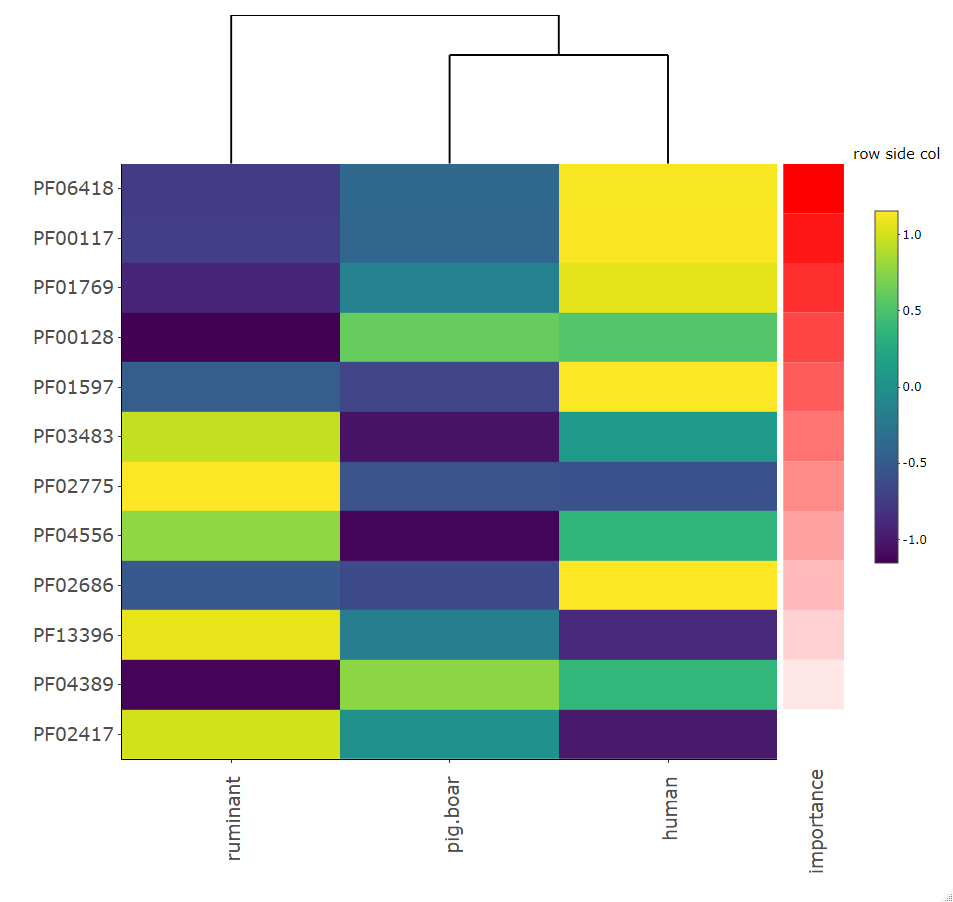 row side col
PF06418
PF00117
PF01769
PF00128
PF01597
PF03483
PF02775
PF04556
PF02686
PF13396
PF04389
PF02417
1.0
0.5
0.0
-0.5
-1.0
ruminant
pig.boar
human
importance